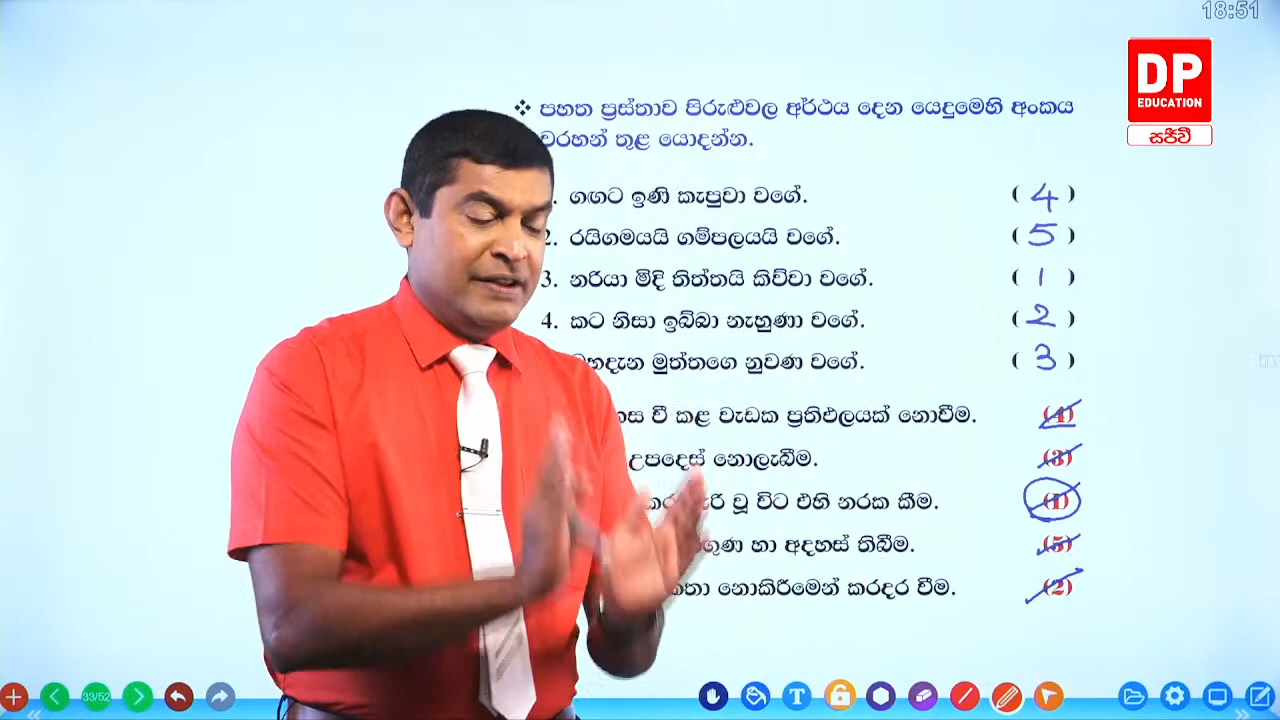 18:51
DP
EDUCATION
සජීවී
❖ පහත ප්‍රස්තාව පිරුළුවල අර්ථය දෙන යෙදුමෙහි අංකය
වරහන් තුළ යොදන්න.
ගඟට ඉණි කැපුවා වගේ. ( 4 )
2. රයිගමයයි ගම්පලයයි වගේ. ( 5 )
3. නරියා මිදි තිත්තයි කිව්වා වගේ. ( 1 )
4. කට නිසා ඉබ්බා නැහුණා වගේ. ( 2 )
මුත්තගෙ නුවණ වගේ. ( 3 )
වී කළ වැඩක ප්‍රතිඵලයක් නොවීම. (4)
උපදෙස් නොලැබීම. (3)
වූ විට එහි නරක කීම. (1)
හා අදහස් තිබීම. (5)
නොකිරීමෙන් කරදර වීම. (2)
33/52